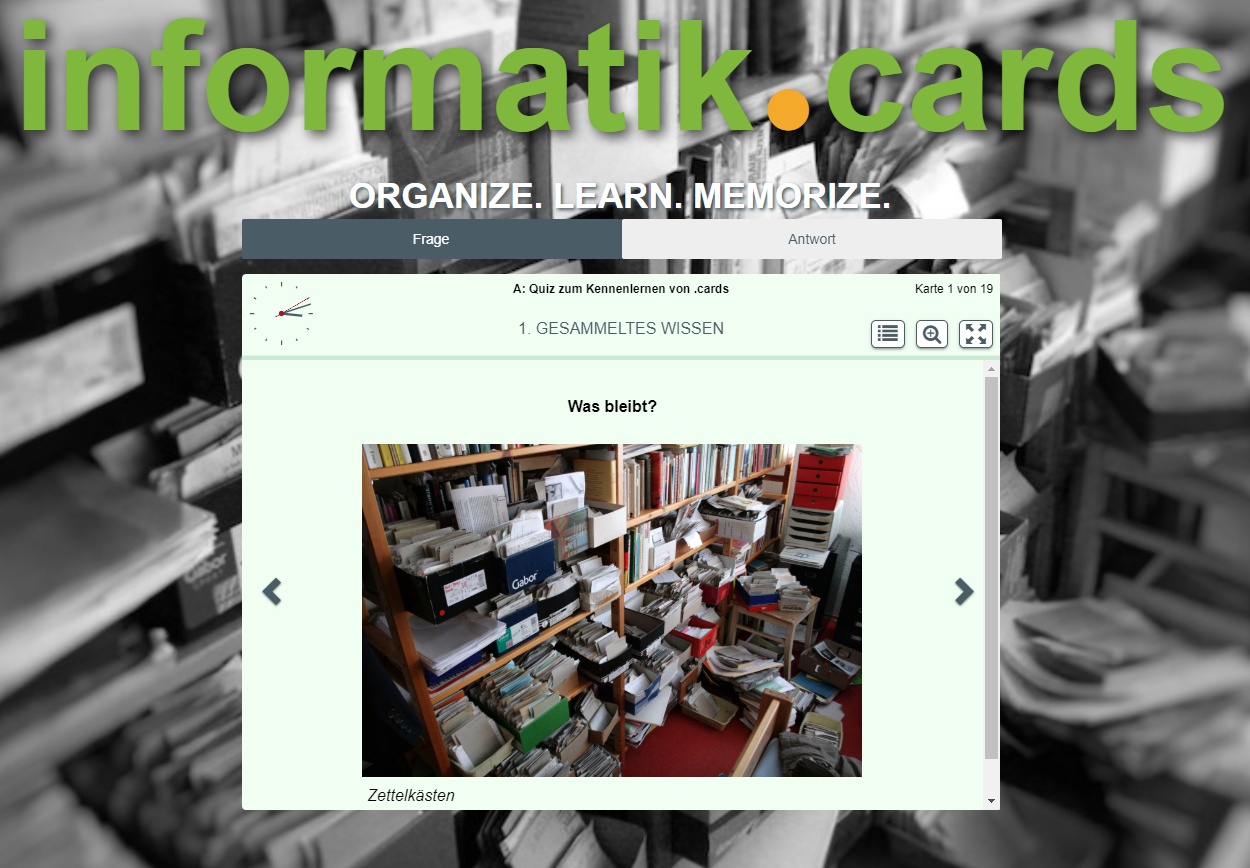 informatik.cards
ORGANIZE. LEARN. MEMORIZE.
Frage
Antwort
A: Quiz zum Kennenlernen von .cards
Karte 1 von 19
1. GESAMMELTES WISSEN
Was bleibt?
Gabor
Gabor
Zettelkästen